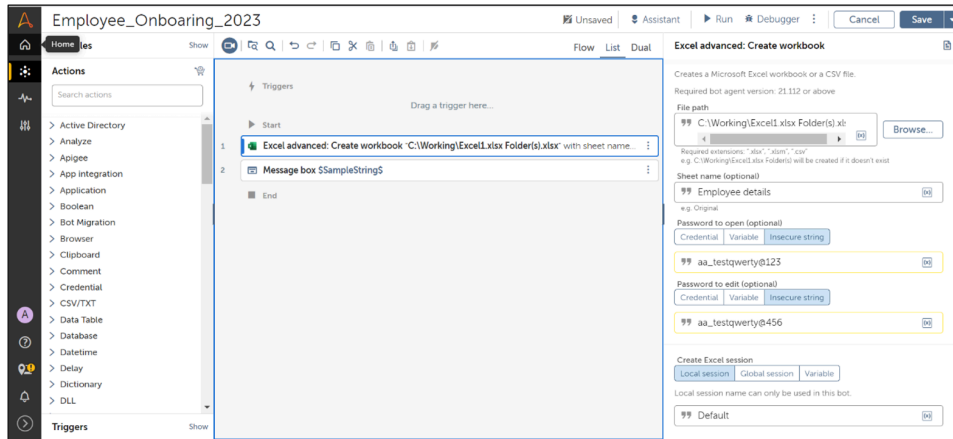 Employee_Onboaring_2023
Unsaved
Assistant
Run
Debugger
Cancel
Save
Home
les
Show
Actions
Search actions
Active Directory
Analyze
Apigee
App integration
Application
Boolean
Bot Migration
Browser
Clipboard
Comment
Credential
CSV/TXT
Data Table
Database
Datetime
Delay
Dictionary
DLL
Triggers
Show
A
Flow
List
Dual
Triggers
Drag a trigger here...
Start
1 Excel advanced: Create workbook "C:\Working\Excel1.xlsx Folder(s).xlsx" with sheet name...
2 Message box $SampleString$
End
Excel advanced: Create workbook
Creates a Microsoft Excel workbook or a CSV file.
Required bot agent version: 21.112 or above
File path
C:\Working\Excel1.xlsx Folder(s).xl
(x)
Browse...
Required extensions: ".xlsx", ".xlsm", ".csv"
e.g. C:\Working\Excel1.xlsx Folder(s) will be created if it doesn't exist
Sheet name (optional)
Employee details
(x)
e.g. Original
Password to open (optional)
Credential
Variable
Insecure string
aa_testqwerty@123
(x)
Password to edit (optional)
Credential
Variable
Insecure string
aa_testqwerty@456
(x)
Create Excel session
Local session
Global session
Variable
Local session name can only be used in this bot.
Default
(x)